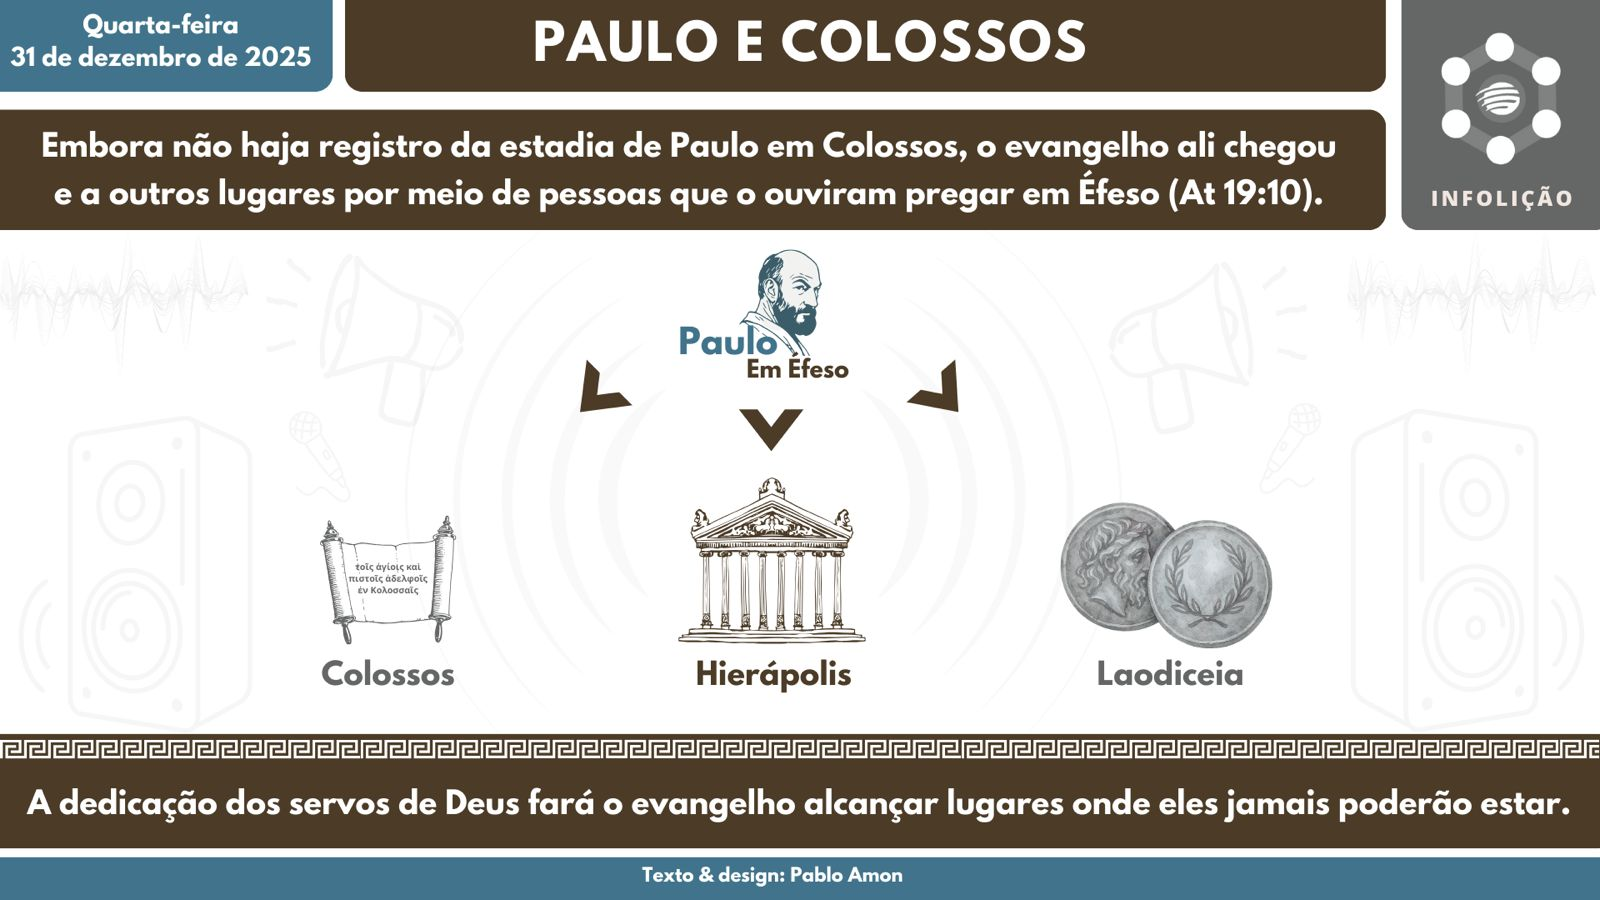 Quarta-feira
31 de dezembro de 2025
PAULO E COLOSSOS
Embora não haja registro da estadia de Paulo em Colossos, o evangelho ali chegou
e a outros lugares por meio de pessoas que o ouviram pregar em Éfeso (At 19:10).
INFOLIÇÃO
Paulo
Em Éfeso
τοῖς ἁγίοις καὶ
πιστοῖς ἀδελφοῖς
ἐν Κολοσσαῖς
Colossos
Hierápolis
Laodiceia
A dedicação dos servos de Deus fará o evangelho alcançar lugares onde eles jamais poderão estar.
Texto & design: Pablo Amon